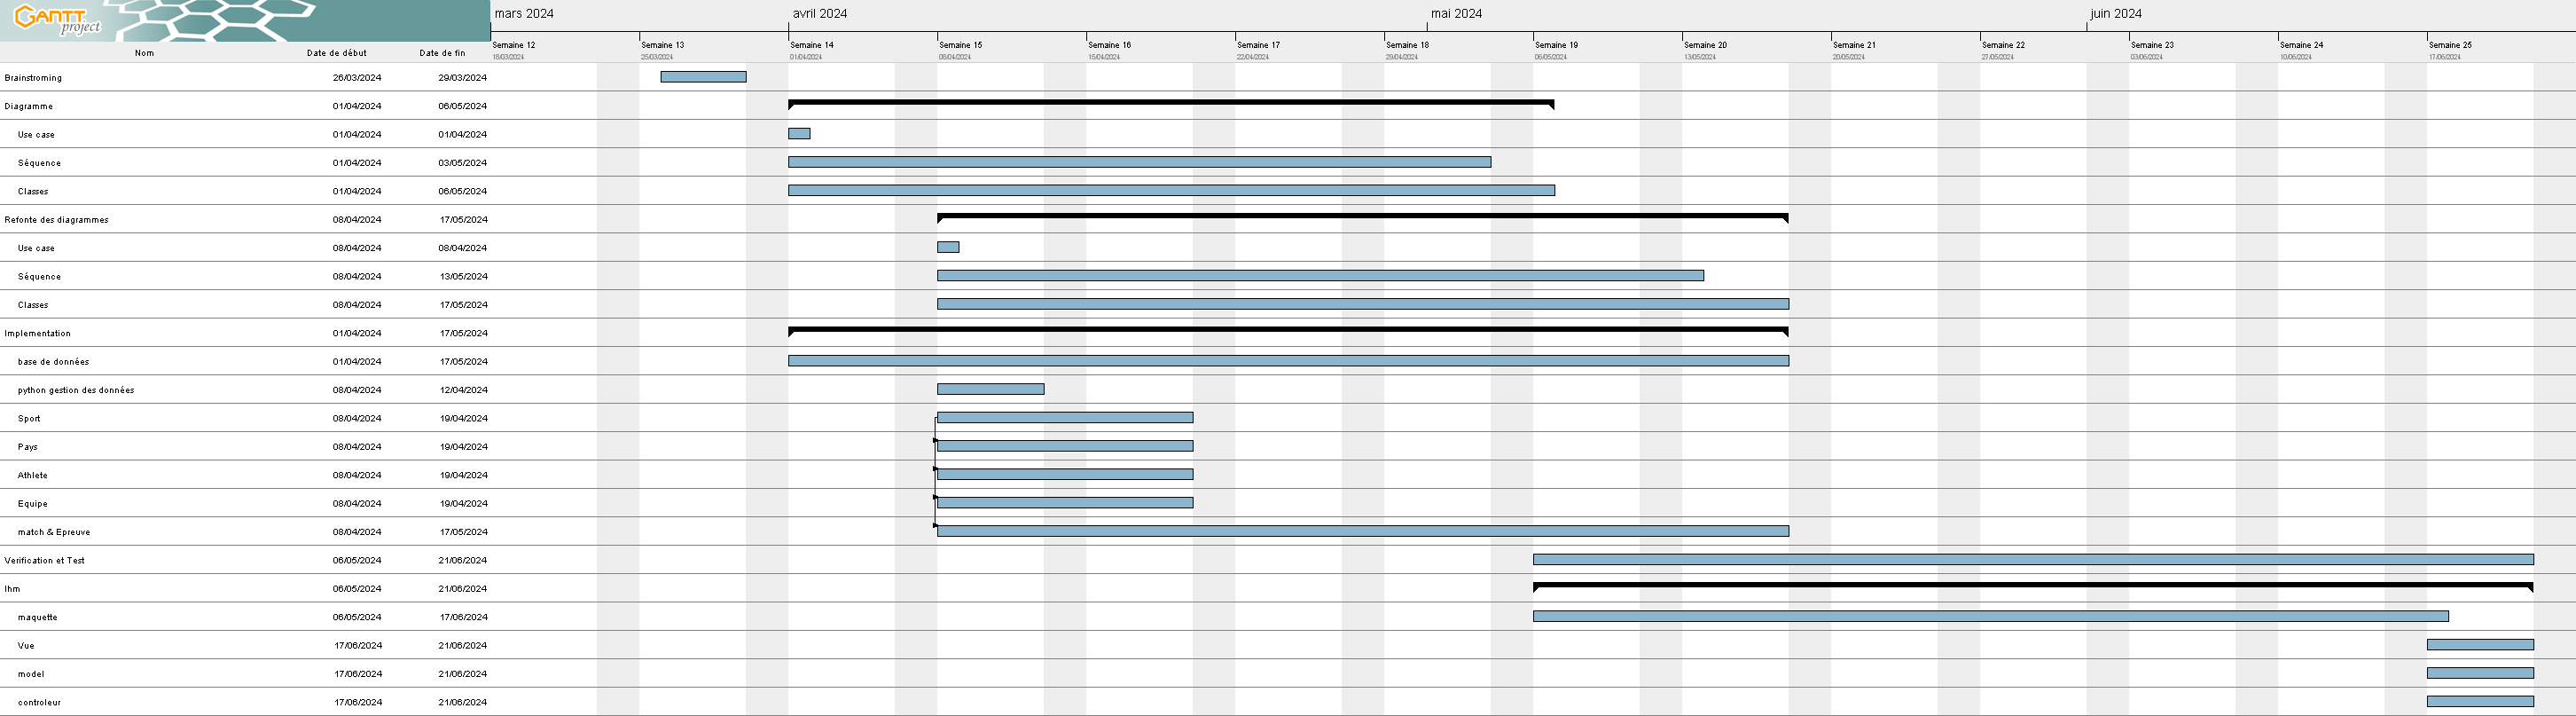 GANTT project
mars 2024 avril 2024 mai 2024 juin 2024
Nom Date de début Date de fin
Semaine 12 Semaine 13 Semaine 14 Semaine 15 Semaine 16 Semaine 17 Semaine 18 Semaine 19 Semaine 20 Semaine 21 Semaine 22 Semaine 23 Semaine 24 Semaine 25
18/03/2024 25/03/2024 01/04/2024 08/04/2024 15/04/2024 22/04/2024 29/04/2024 06/05/2024 13/05/2024 20/05/2024 27/05/2024 03/06/2024 10/06/2024 17/06/2024
Brainstroming 26/03/2024 29/03/2024
Diagramme 01/04/2024 06/05/2024
Use case 01/04/2024 01/04/2024
Séquence 01/04/2024 03/05/2024
Classes 01/04/2024 06/05/2024
Refonte des diagrammes 08/04/2024 17/05/2024
Use case 08/04/2024 08/04/2024
Séquence 08/04/2024 13/05/2024
Classes 08/04/2024 17/05/2024
Implementation 01/04/2024 17/05/2024
base de données 01/04/2024 17/05/2024
python gestion des données 08/04/2024 12/04/2024
Sport 08/04/2024 19/04/2024
Pays 08/04/2024 19/04/2024
Athlete 08/04/2024 19/04/2024
Equipe 08/04/2024 19/04/2024
match & Epreuve 08/04/2024 17/05/2024
Verification et Test 06/05/2024 21/06/2024
Ihm 06/05/2024 21/06/2024
maquette 06/05/2024 17/06/2024
Vue 17/06/2024 21/06/2024
model 17/06/2024 21/06/2024
controleur 17/06/2024 21/06/2024